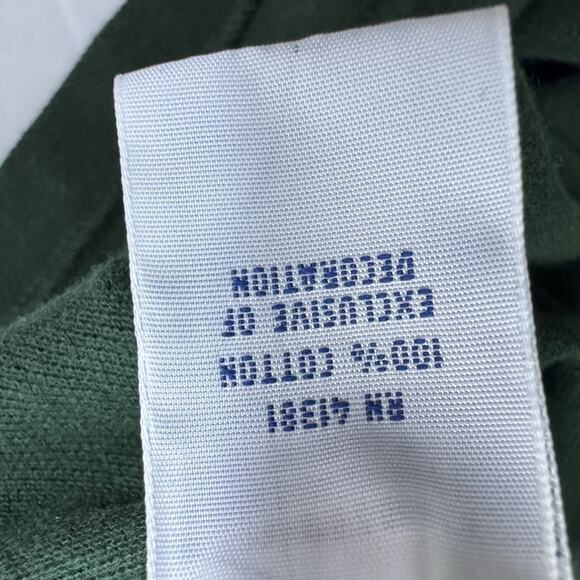 RN 41381
100% COTTON
EXCLUSIVE OF
DECORATION